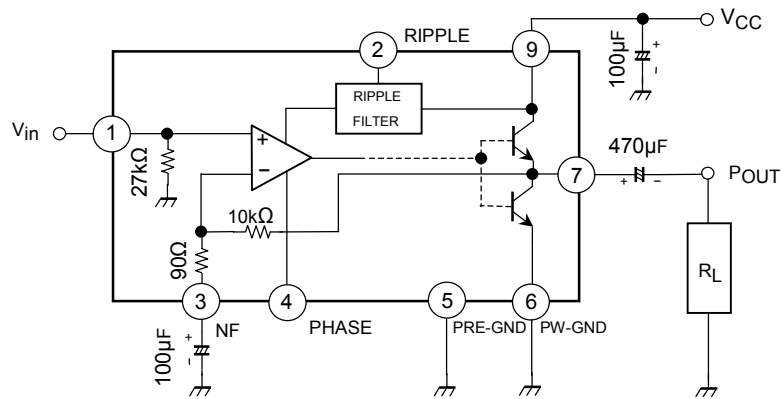 2
RIPPLE
9
VCC
100µF
+
-
RIPPLE
FILTER
Vin
1
+
27kΩ
-
10kΩ
90Ω
7
470µF
+
-
POUT
RL
3
NF
4
PHASE
5
PRE-GND
6
PW-GND
100µF
+
-